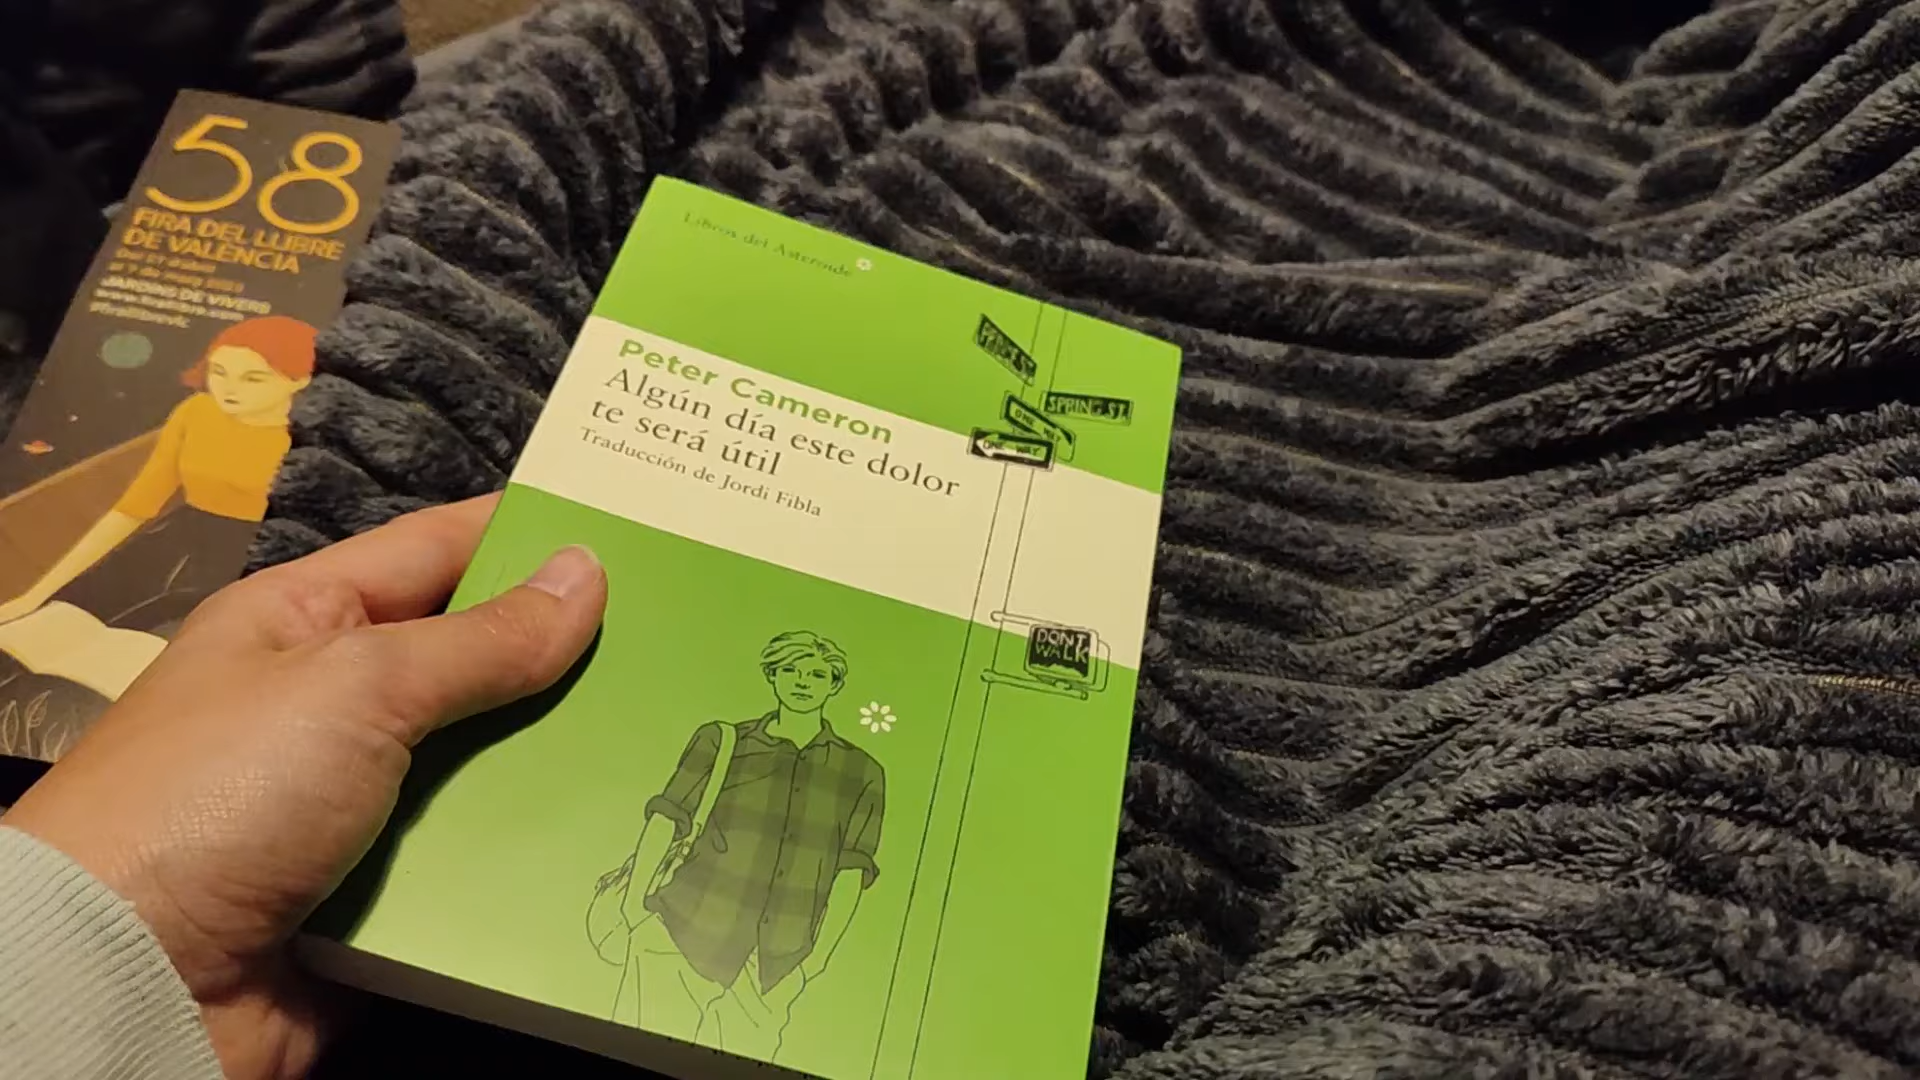 58
FIRA DEL LLIBRE
DE VALÈNCIA
JARDINS DE VIVERS
Libros del Asteroide
Peter Cameron
Algún día este dolor
te será útil
Traducción de Jordi Fibla
SPRING ST.
ONE WAY
ONE WAY
DONT
WALK